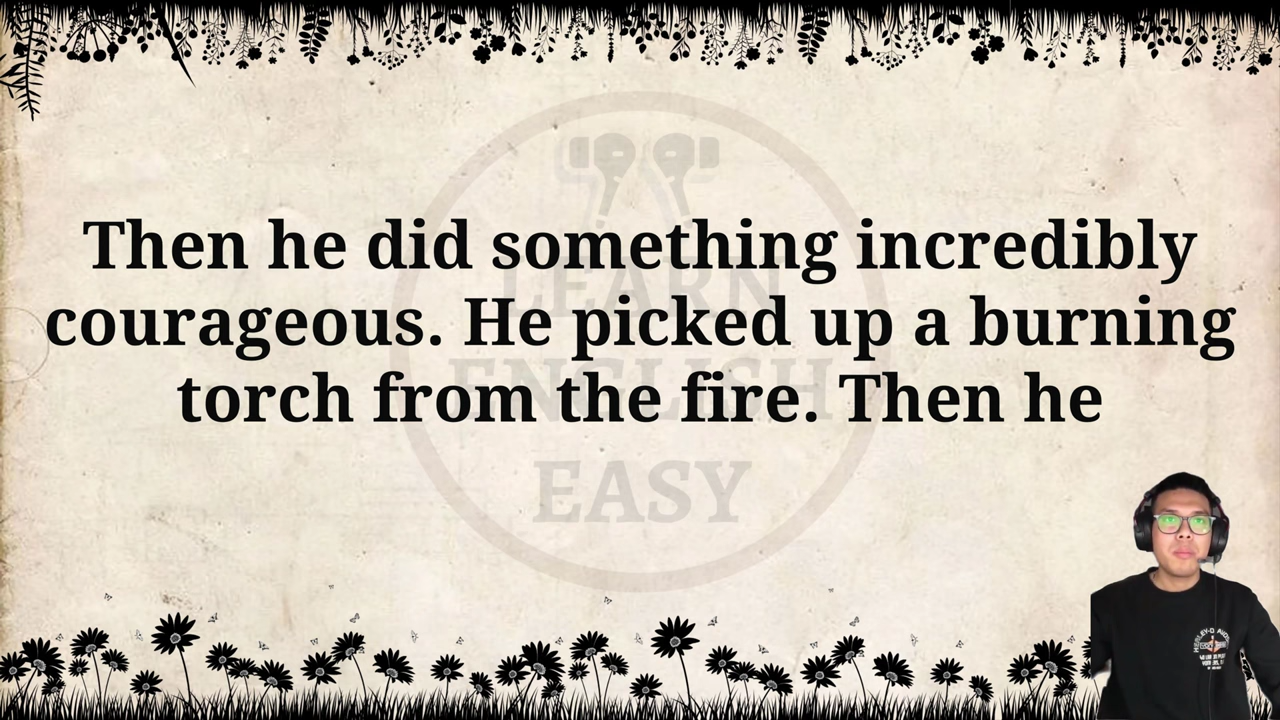 Then he did something incredibly
courageous. He picked up a burning
torch from the fire. Then he
LEARN
ENGLISH
EASY